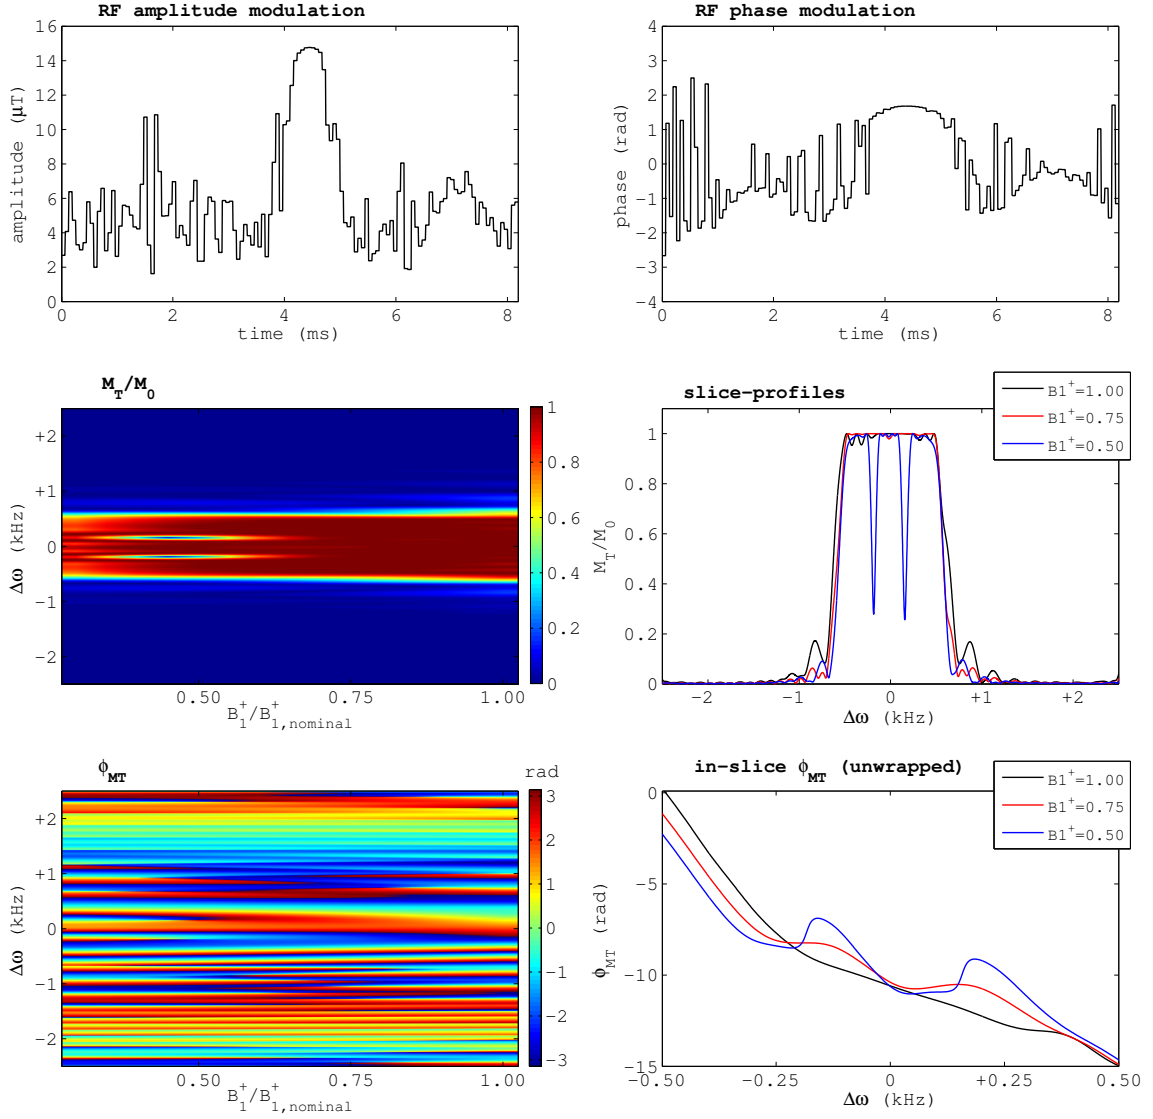 RF amplitude modulation
16
14
12
10
8
6
4
2
0
amplitude (μT)
0 2 4 6 8
time (ms)
RF phase modulation
4
3
2
1
0
−1
−2
−3
−4
phase (rad)
0 2 4 6 8
time (ms)
M_T/M_0
+2
+1
0
−1
−2
Δω (kHz)
0.50 0.75 1.00
B_1^+/B_1,nominal^+
1
0.8
0.6
0.4
0.2
0
slice-profiles
B1^+=1.00
B1^+=0.75
B1^+=0.50
1
0.8
0.6
0.4
0.2
0
M_T/M_0
−2 −1 0 +1 +2
Δω (kHz)
ϕ_MT
rad
+2
+1
0
−1
−2
Δω (kHz)
0.50 0.75 1.00
B_1^+/B_1,nominal^+
3
2
1
0
−1
−2
−3
in-slice ϕ_MT (unwrapped)
B1^+=1.00
B1^+=0.75
B1^+=0.50
0
−5
−10
−15
ϕ_MT (rad)
−0.50 −0.25 0 +0.25 0.50
Δω (kHz)